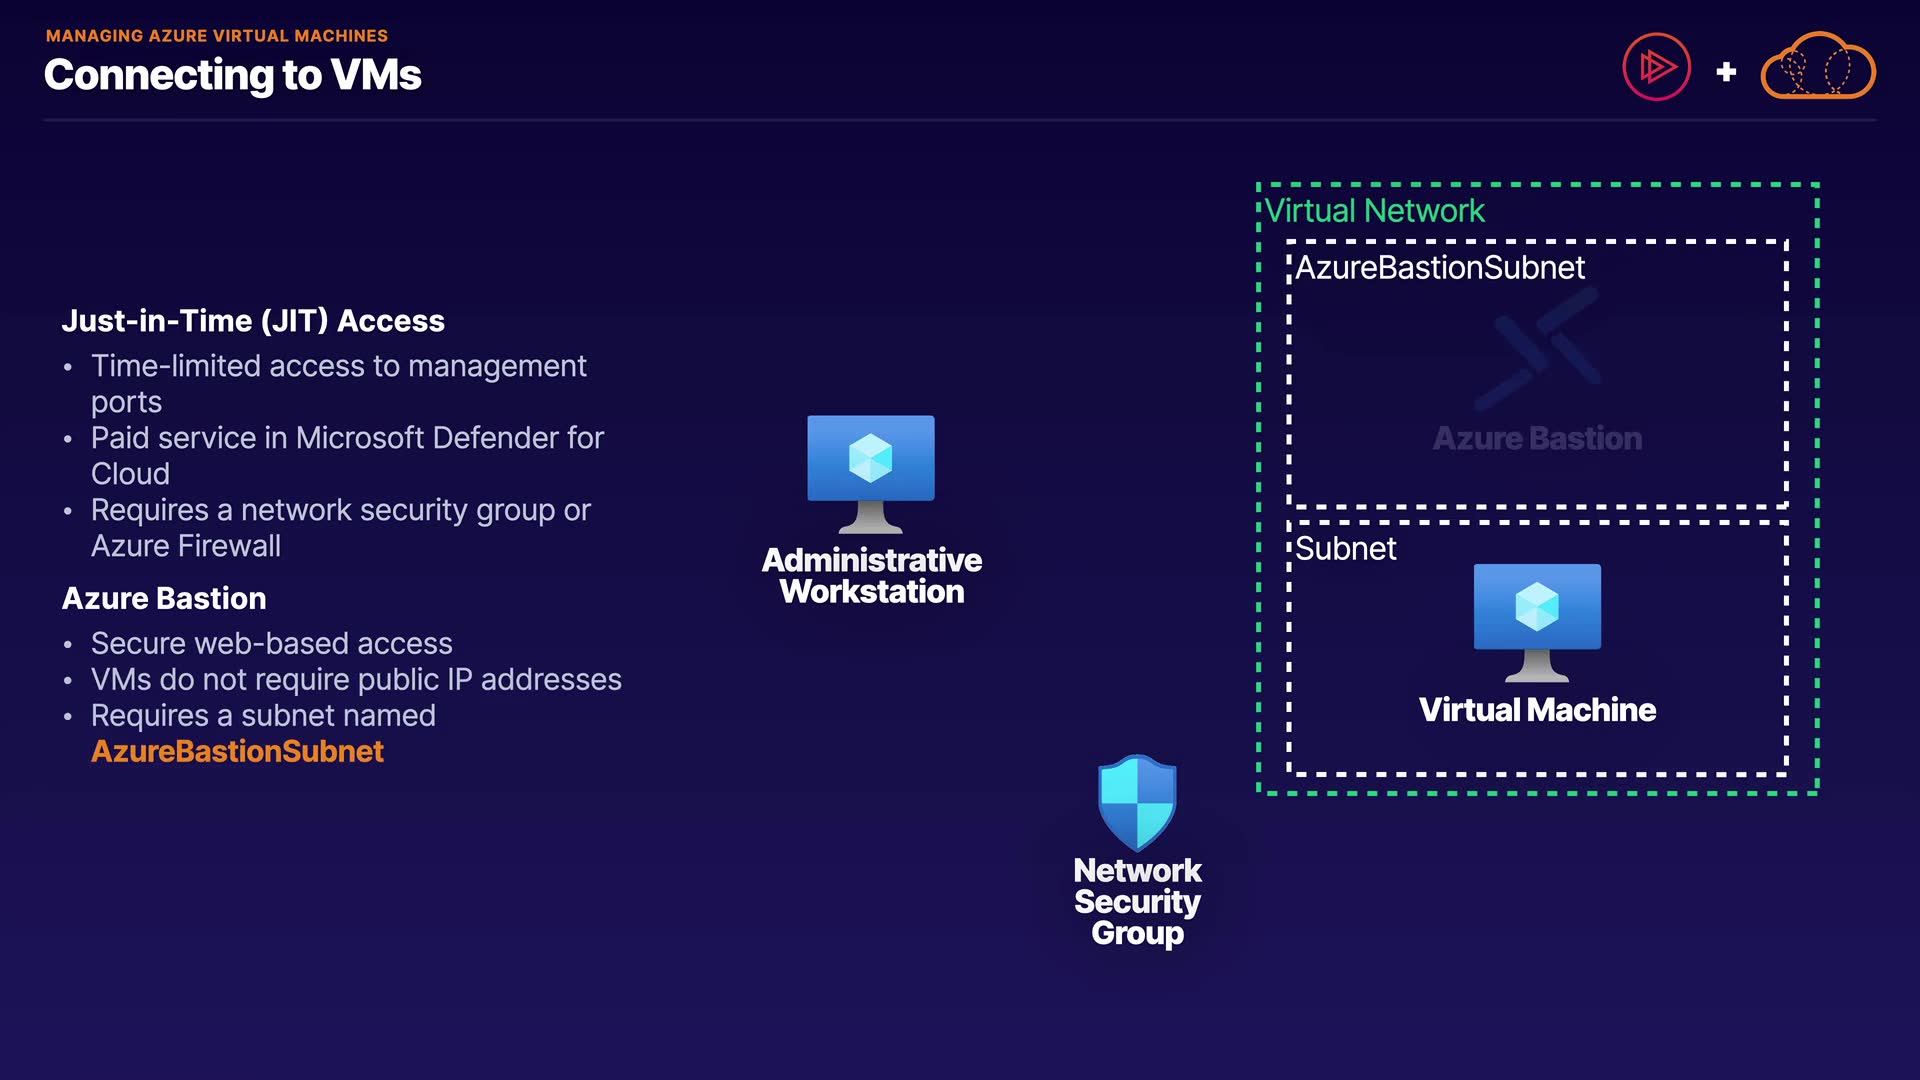 MANAGING AZURE VIRTUAL MACHINES
Connecting to VMs
Just-in-Time (JIT) Access
• Time-limited access to management
ports
• Paid service in Microsoft Defender for
Cloud
• Requires a network security group or
Azure Firewall
Azure Bastion
• Secure web-based access
• VMs do not require public IP addresses
• Requires a subnet named
AzureBastionSubnet
Administrative
Workstation
Network
Security
Group
Virtual Network
AzureBastionSubnet
Azure Bastion
Subnet
Virtual Machine